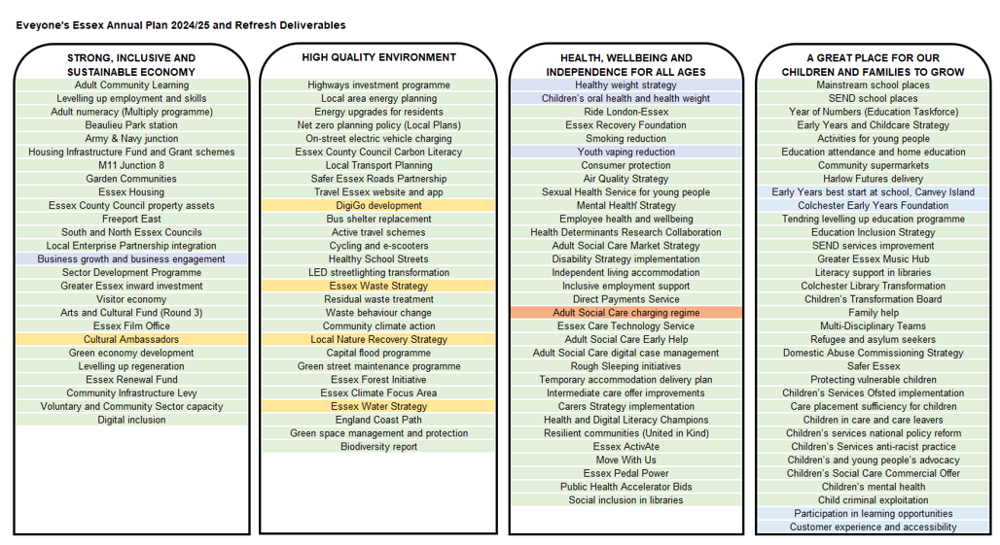 Eveyone's Essex Annual Plan 2024/25 and Refresh Deliverables
STRONG, INCLUSIVE AND
SUSTAINABLE ECONOMY
Adult Community Learning
Levelling up employment and skills
Adult numeracy (Multiply programme)
Beaulieu Park station
Army & Navy junction
Housing Infrastructure Fund and Grant schemes
M11 Junction 8
Garden Communities
Essex Housing
Essex County Council property assets
Freeport East
South and North Essex Councils
Local Enterprise Partnership integration
Business growth and business engagement
Sector Development Programme
Greater Essex inward investment
Visitor economy
Arts and Cultural Fund (Round 3)
Essex Film Office
Cultural Ambassadors
Green economy development
Levelling up regeneration
Essex Renewal Fund
Community Infrastructure Levy
Voluntary and Community Sector capacity
Digital inclusion
HIGH QUALITY ENVIRONMENT
Highways investment programme
Local area energy planning
Energy upgrades for residents
Net zero planning policy (Local Plans)
On-street electric vehicle charging
Essex County Council Carbon Literacy
Local Transport Planning
Safer Essex Roads Partnership
Travel Essex website and app
DigiGo development
Bus shelter replacement
Active travel schemes
Cycling and e-scooters
Healthy School Streets
LED streetlighting transformation
Essex Waste Strategy
Residual waste treatment
Waste behaviour change
Community climate action
Local Nature Recovery Strategy
Capital flood programme
Green street maintenance programme
Essex Forest Initiative
Essex Climate Focus Area
Essex Water Strategy
England Coast Path
Green space management and protection
Biodiversity report
HEALTH, WELLBEING AND
INDEPENDENCE FOR ALL AGES
Healthy weight strategy
Children's oral health and health weight
Ride London-Essex
Essex Recovery Foundation
Smoking reduction
Youth vaping reduction
Consumer protection
Air Quality Strategy
Sexual Health Service for young people
Mental Health' Strategy
Employee health and wellbeing
Health Determinants Research Collaboration
Adult Social Care Market Strategy
Disability Strategy implementation
Independent living accommodation
Inclusive employment support
Direct Payments Service
Adult Social Care charging regime
Essex Care Technology Service
Adult Social Care Early Help
Adult Social Care digital case management
Rough Sleeping initiatives
Temporary accommodation delivery plan
Intermediate care offer improvements
Carers Strategy implementation
Health and Digital Literacy Champions
Resilient communities (United in Kind)
Essex ActivAte
Move With Us
Essex Pedal Power
Public Health Accelerator Bids
Social inclusion in libraries
A GREAT PLACE FOR OUR
CHILDREN AND FAMILIES TO GROW
Mainstream school places
SEND school places
Year of Numbers (Education Taskforce)
Early Years and Childcare Strategy
Activities for young people
Education attendance and home education
Community supermarkets
Harlow Futures delivery
Early Years best start at school, Canvey Island
Colchester Early Years Foundation
Tendring levelling up education programme
Education Inclusion Strategy
SEND services improvement
Greater Essex Music Hub
Literacy support in libraries
Colchester Library Transformation
Children's Transformation Board
Family help
Multi-Disciplinary Teams
Refugee and asylum seekers
Domestic Abuse Commissioning Strategy
Safer Essex
Protecting vulnerable children
Children's Services Ofsted implementation
Care placement sufficiency for children
Children in care and care leavers
Children's services national policy reform
Children's Services anti-racist practice
Children's and young people's advocacy
Children's Social Care Commercial Offer
Children's mental health
Child criminal exploitation
Participation in learning opportunities
Customer experience and accessibility